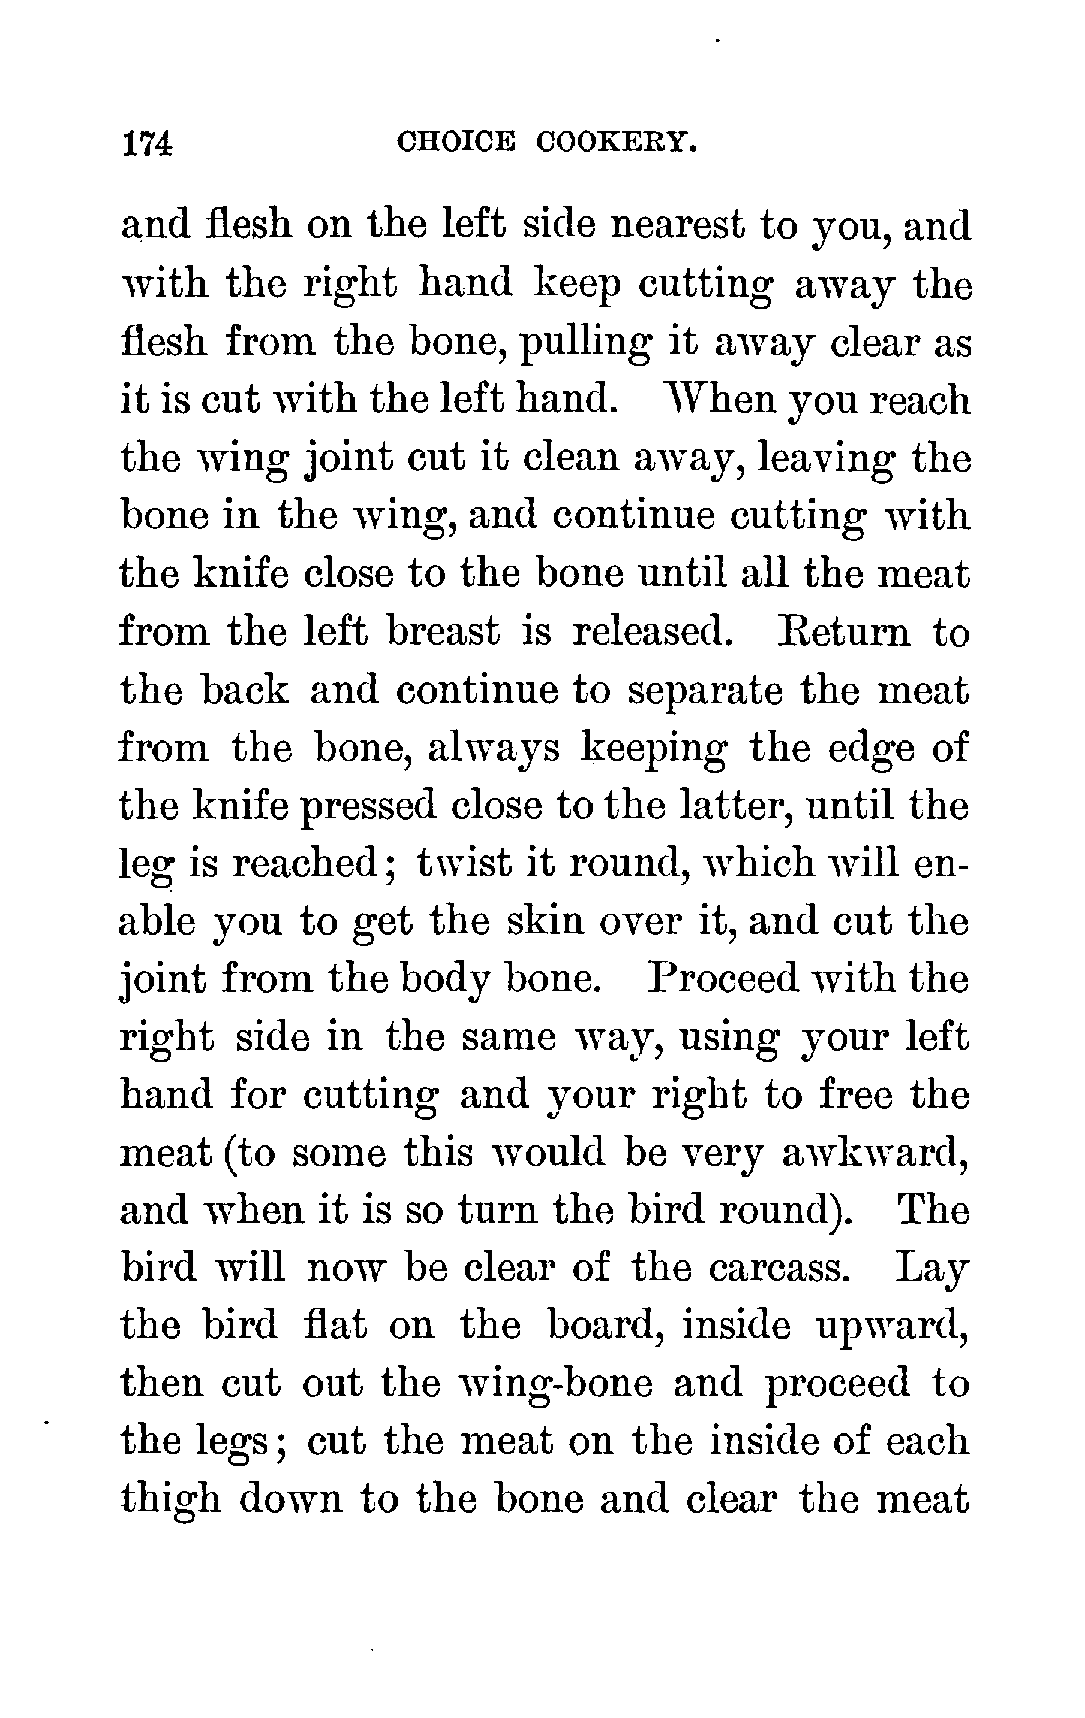 174 CHOICE COOKERY.
and flesh on the left side nearest to you, and
with the right hand keep cutting away the
flesh from the bone, pulling it away clear as
it is cut with the left hand. When you reach
the wing joint cut it clean away, leaving the
bone in the wing, and continue cutting with
the knife close to the bone until all the meat
from the left breast is released. Return to
the back and continue to separate the meat
from the bone, always keeping the edge of
the knife pressed close to the latter, until the
leg is reached; twist it round, which will en-
able you to get the skin over it, and cut the
joint from the body bone. Proceed with the
right side in the same way, using your left
hand for cutting and your right to free the
meat (to some this would be very awkward,
and when it is so turn the bird round). The
bird will now be clear of the carcass. Lay
the bird flat on the board, inside upward,
then cut out the wing-bone and proceed to
the legs; cut the meat on the inside of each
thigh down to the bone and clear the meat